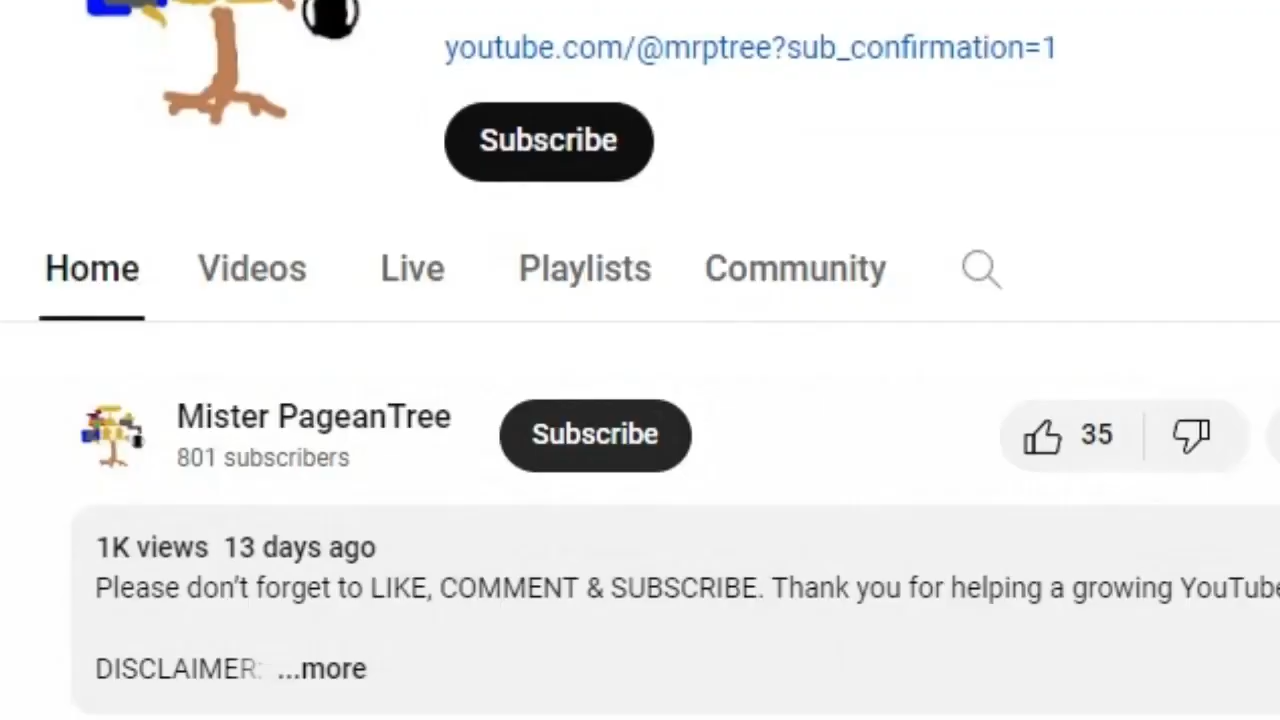 youtube.com/@mrptree?sub_confirmation=1
Subscribe
Home Videos Live Playlists Community
Mister PageanTree
801 subscribers
Subscribe
35
1K views 13 days ago
Please don't forget to LIKE, COMMENT & SUBSCRIBE. Thank you for helping a growing YouTube
DISCLAIMER: ...more